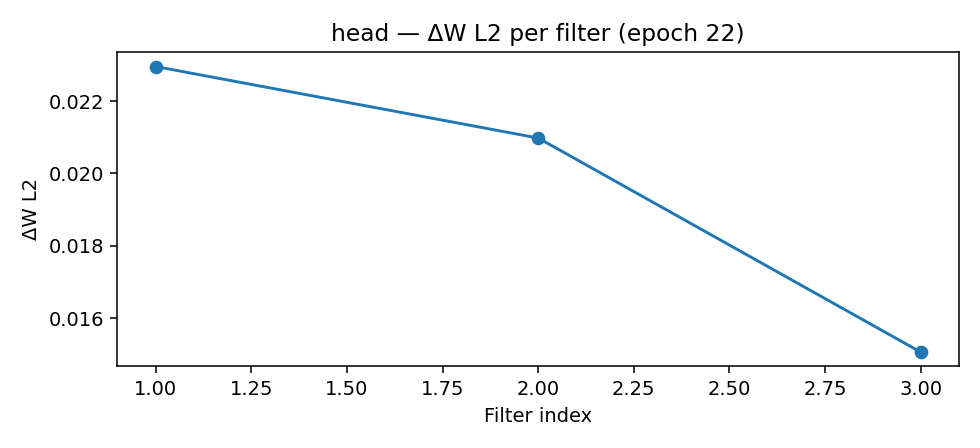 head — ΔW L2 per filter (epoch 22)
ΔW L2
0.022
0.020
0.018
0.016
1.00 1.25 1.50 1.75 2.00 2.25 2.50 2.75 3.00
Filter index